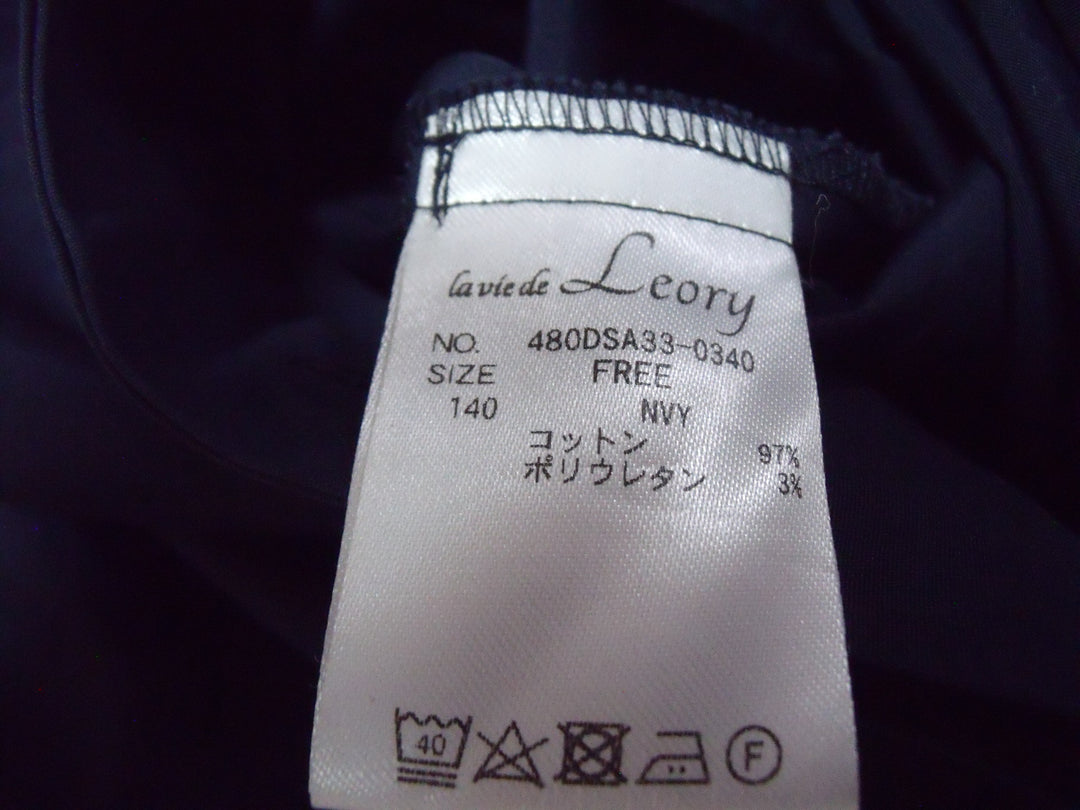 la vie de Leory
NO. 480DSA33-0340
SIZE FREE
140 NVY
コットン 97%
ポリウレタン 3%
40
F